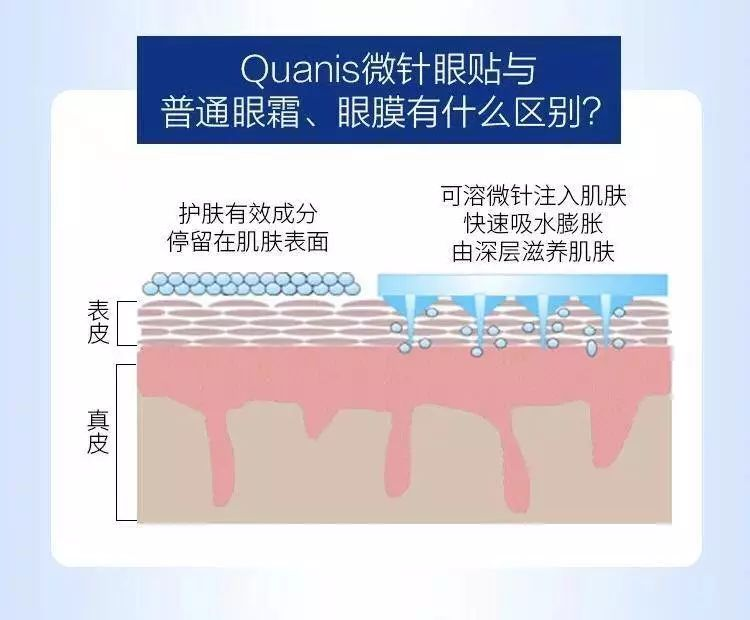 Quanis微针眼贴与
普通眼霜、眼膜有什么区别?
护肤有效成分
停留在肌肤表面
可溶微针注入肌肤
快速吸水膨胀
由深层滋养肌肤
表皮
真皮